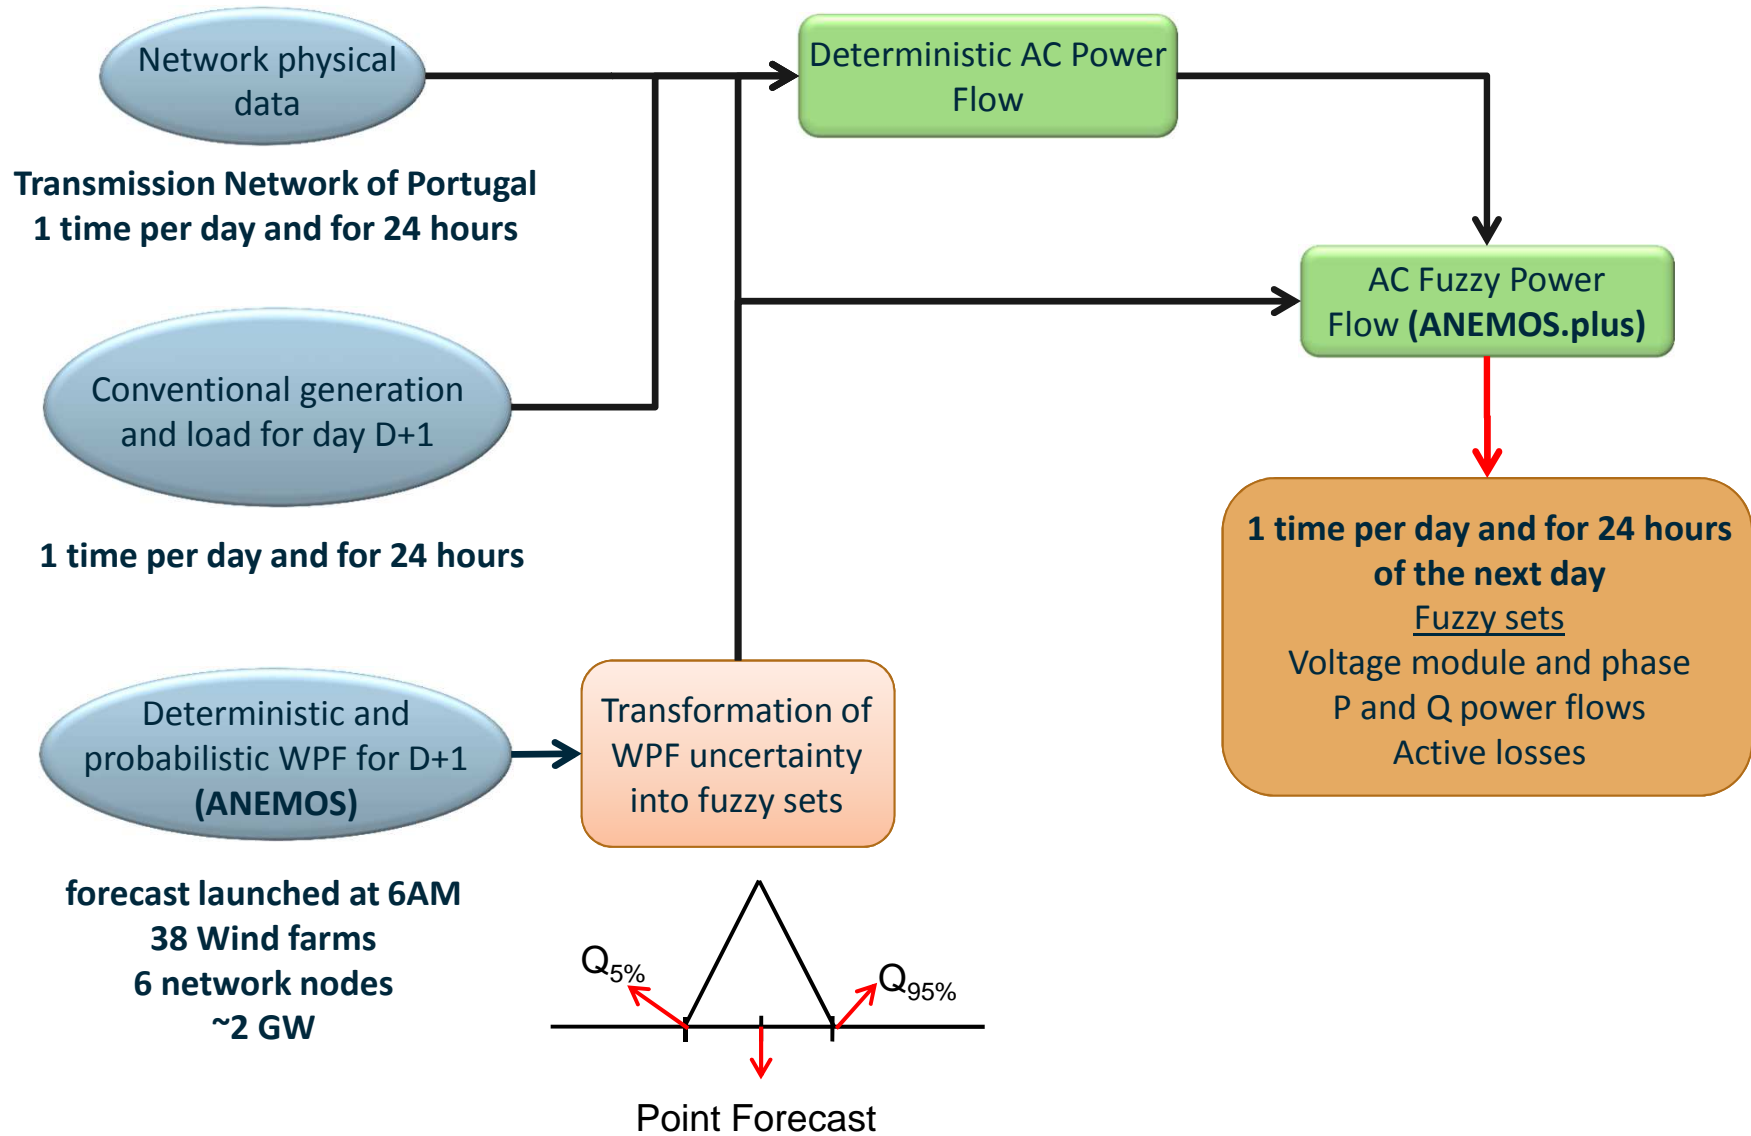 Network physical
data
Transmission Network of Portugal
1 time per day and for 24 hours
Conventional generation
and load for day D+1
1 time per day and for 24 hours
Deterministic and
probabilistic WPF for D+1
(ANEMOS)
forecast launched at 6AM
38 Wind farms
6 network nodes
~2 GW
Transformation of
WPF uncertainty
into fuzzy sets
Q5%
Q95%
Point Forecast
Deterministic AC Power
Flow
AC Fuzzy Power
Flow (ANEMOS.plus)
1 time per day and for 24 hours
of the next day
Fuzzy sets
Voltage module and phase
P and Q power flows
Active losses